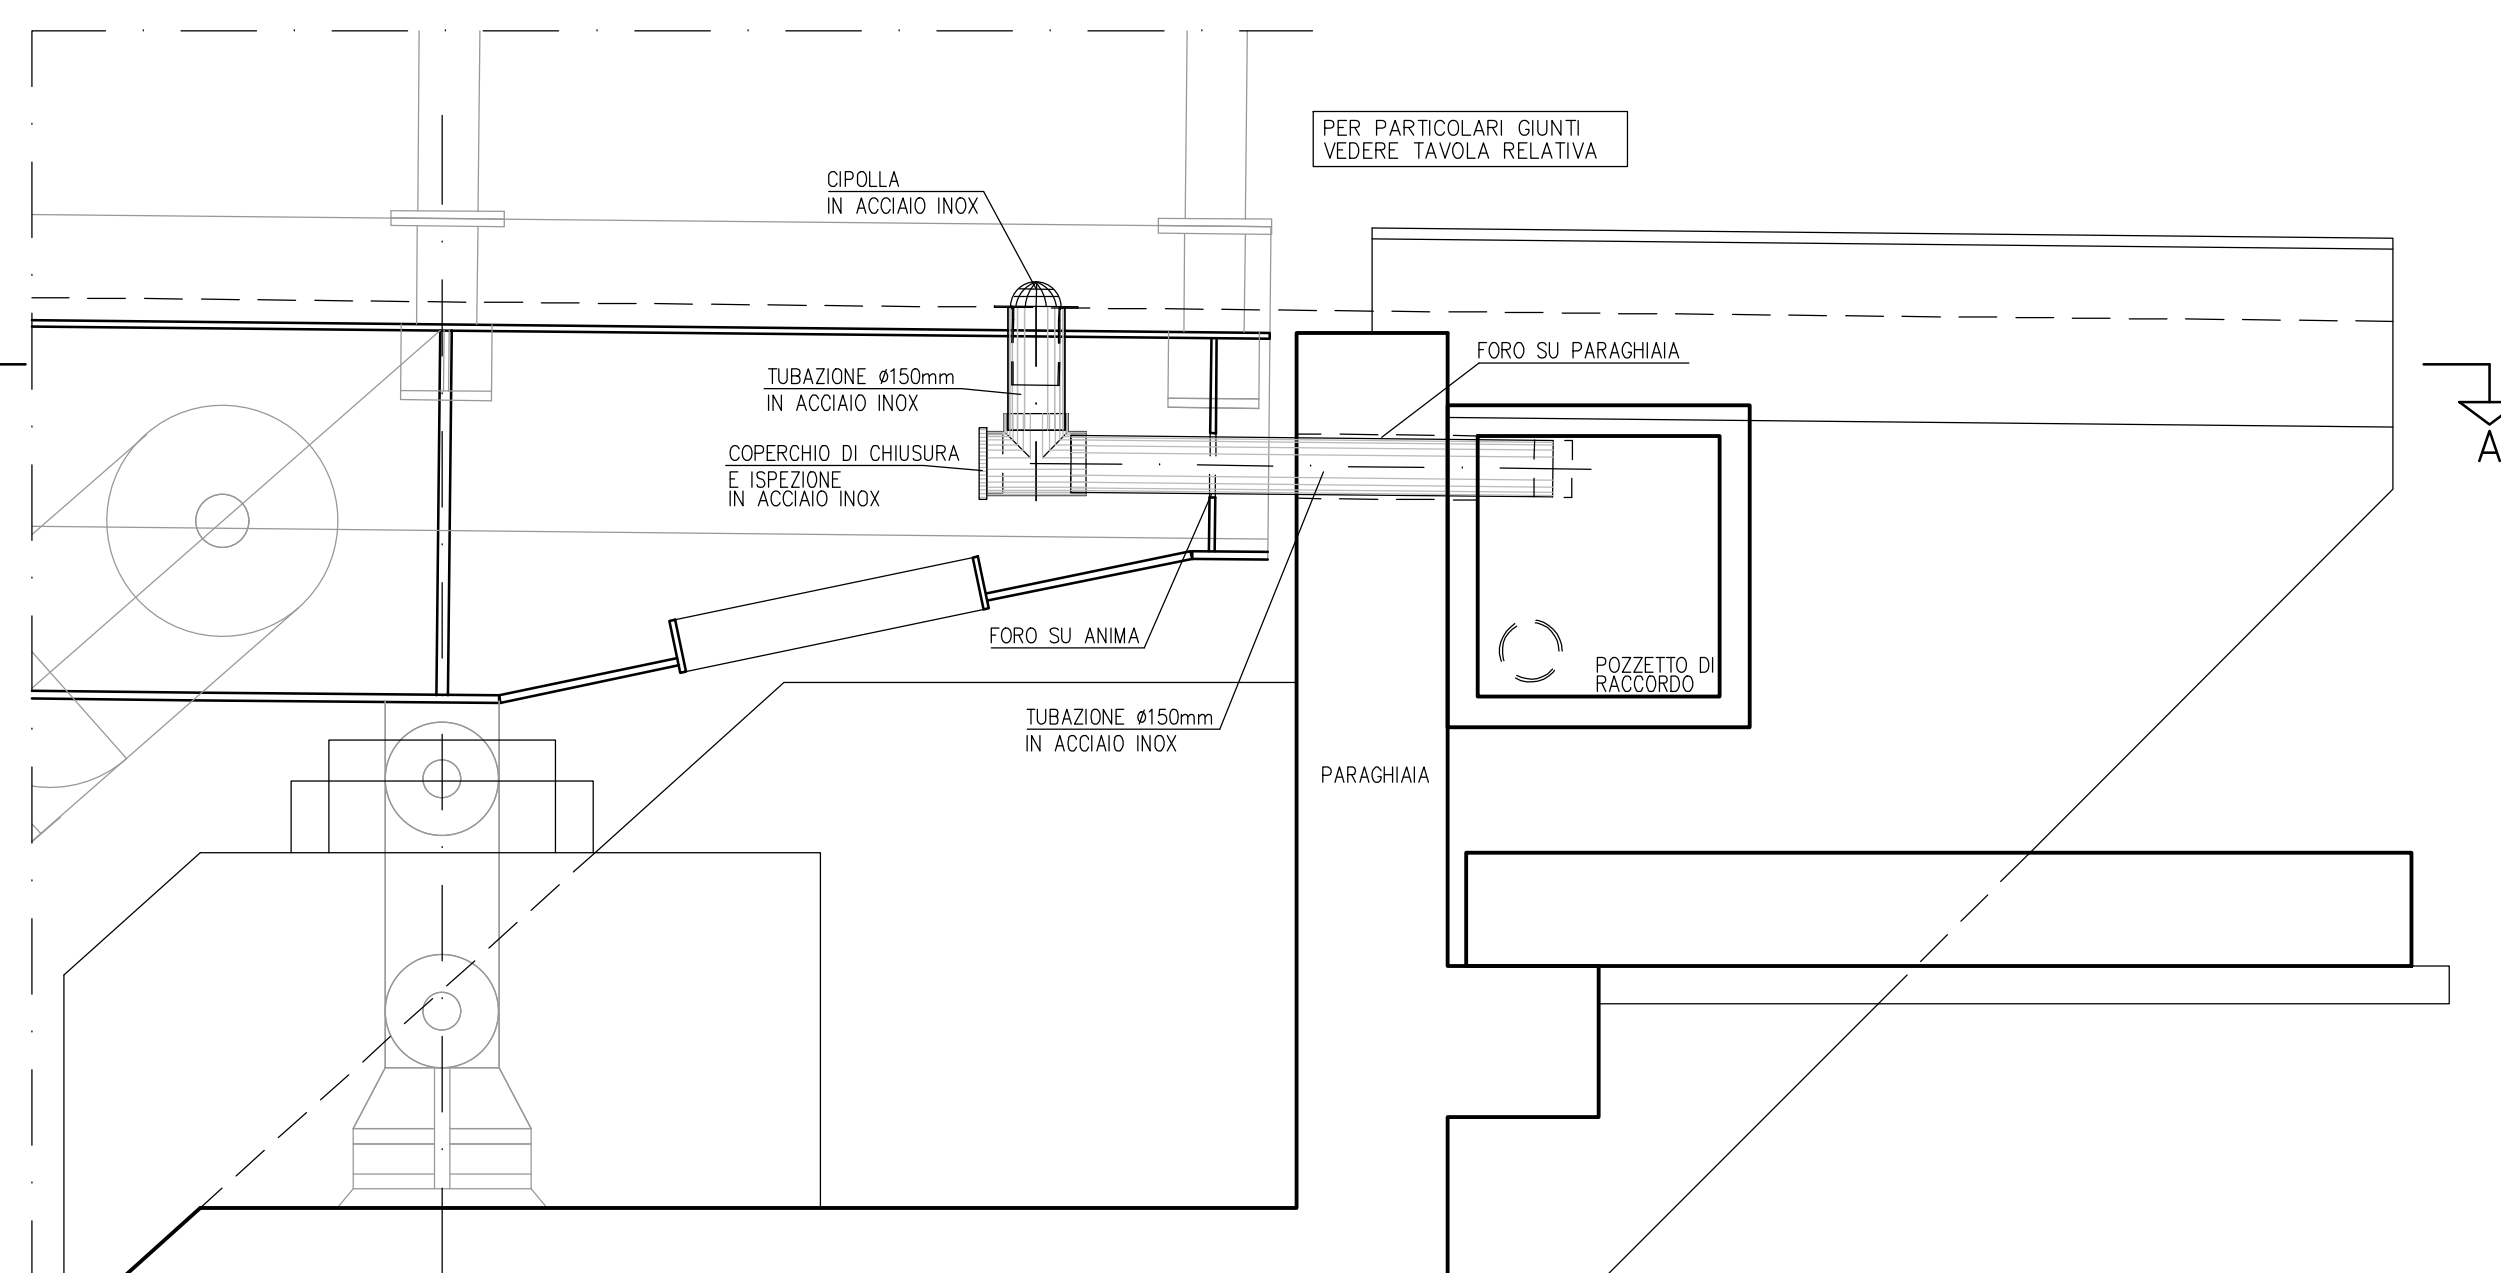 PER PARTICOLARI GIUNTI
VEDERE TAVOLA RELATIVA
CIPOLLA
IN ACCIAIO INOX
FORO SU PARAGHIAIA
TUBAZIONE ø150mm
IN ACCIAIO INOX
COPERCHIO DI CHIUSURA
E ISPEZIONE
IN ACCIAIO INOX
A
FORO SU ANIMA
POZZETTO DI
RACCORDO
TUBAZIONE ø150mm
IN ACCIAIO INOX
PARAGHIAIA